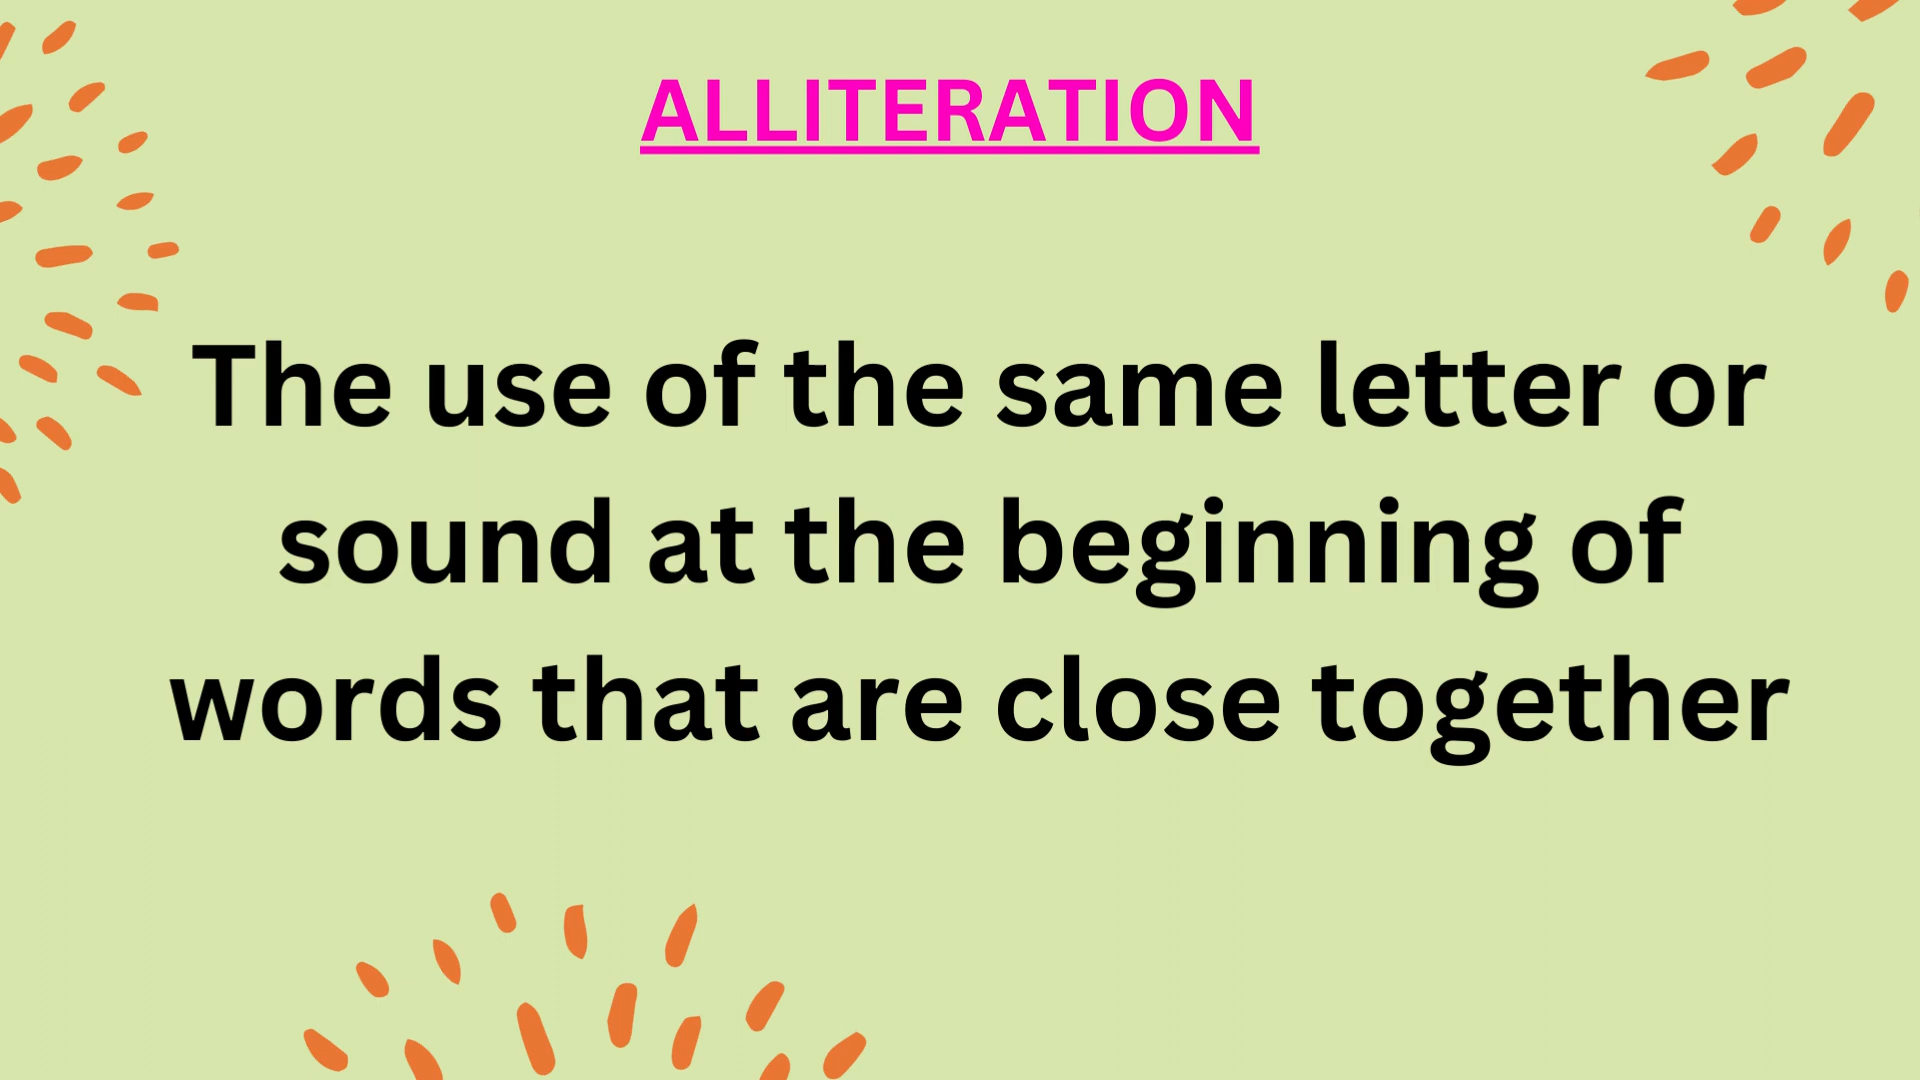 ALLITERATION
The use of the same letter or
sound at the beginning of
words that are close together